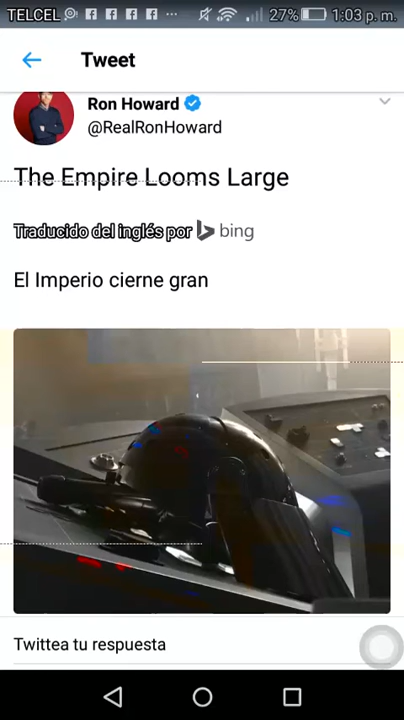 TELCEL 27% 1:03 p. m.
Tweet
Ron Howard
@RealRonHoward
The Empire Looms Large
Traducido del inglés por bing
El Imperio cierne gran
Twittea tu respuesta